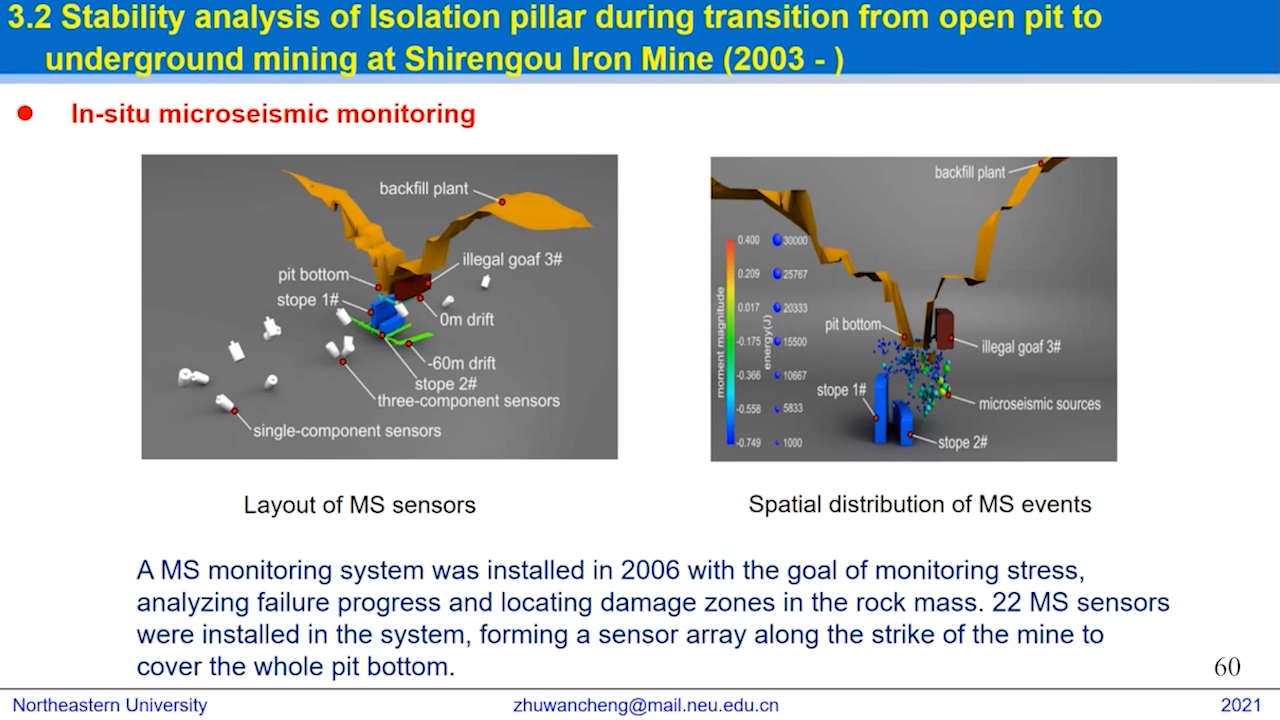 3.2 Stability analysis of Isolation pillar during transition from open pit to
underground mining at Shirengou Iron Mine (2003 - )
In-situ microseismic monitoring
backfill plant
illegal goaf 3#
pit bottom
stope 1#
0m drift
-60m drift
stope 2#
three-component sensors
single-component sensors
backfill plant
moment magnitude
0.400
0.209
0.017
-0.175
-0.366
-0.558
-0.749
energy(J)
30000
25767
20333
15500
10667
5833
1000
pit bottom
illegal goaf 3#
stope 1#
microseismic sources
stope 2#
Layout of MS sensors
Spatial distribution of MS events
A MS monitoring system was installed in 2006 with the goal of monitoring stress,
analyzing failure progress and locating damage zones in the rock mass. 22 MS sensors
were installed in the system, forming a sensor array along the strike of the mine to
cover the whole pit bottom.
60
Northeastern University
zhuwancheng@mail.neu.edu.cn
2021